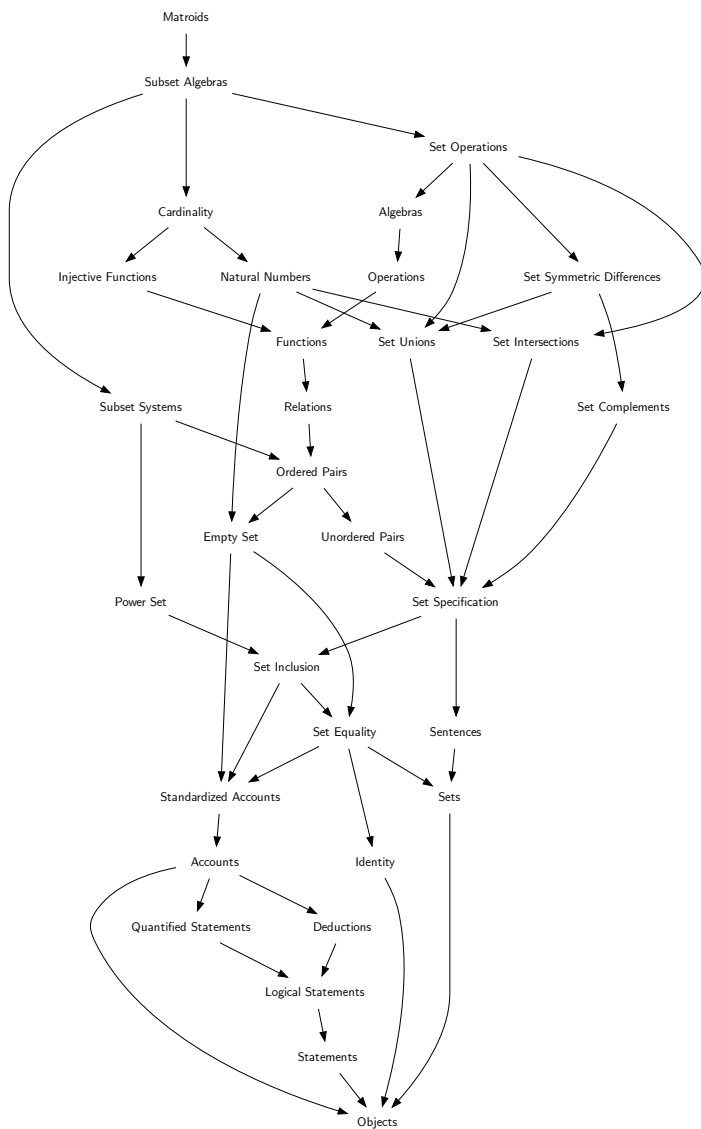 Matroids
Subset Algebras
Set Operations
Cardinality
Algebras
Injective Functions
Natural Numbers
Operations
Set Symmetric Differences
Functions
Set Unions
Set Intersections
Subset Systems
Relations
Set Complements
Ordered Pairs
Empty Set
Unordered Pairs
Power Set
Set Specification
Set Inclusion
Set Equality
Sentences
Standardized Accounts
Sets
Accounts
Identity
Quantified Statements
Deductions
Logical Statements
Statements
Objects